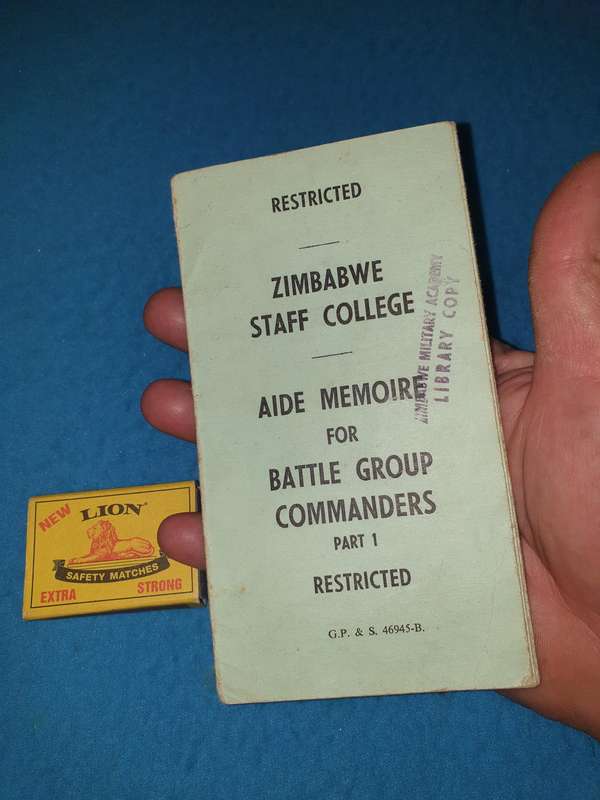 RESTRICTED
ZIMBABWE
STAFF COLLEGE
AIDE MEMOIRE
FOR
BATTLE GROUP
COMMANDERS
PART 1
RESTRICTED
G.P. & S. 46945-B.
ZIMBABWE MILITARY ACADEMY
LIBRARY COPY
NEW
LION
SAFETY MATCHES
EXTRA STRONG